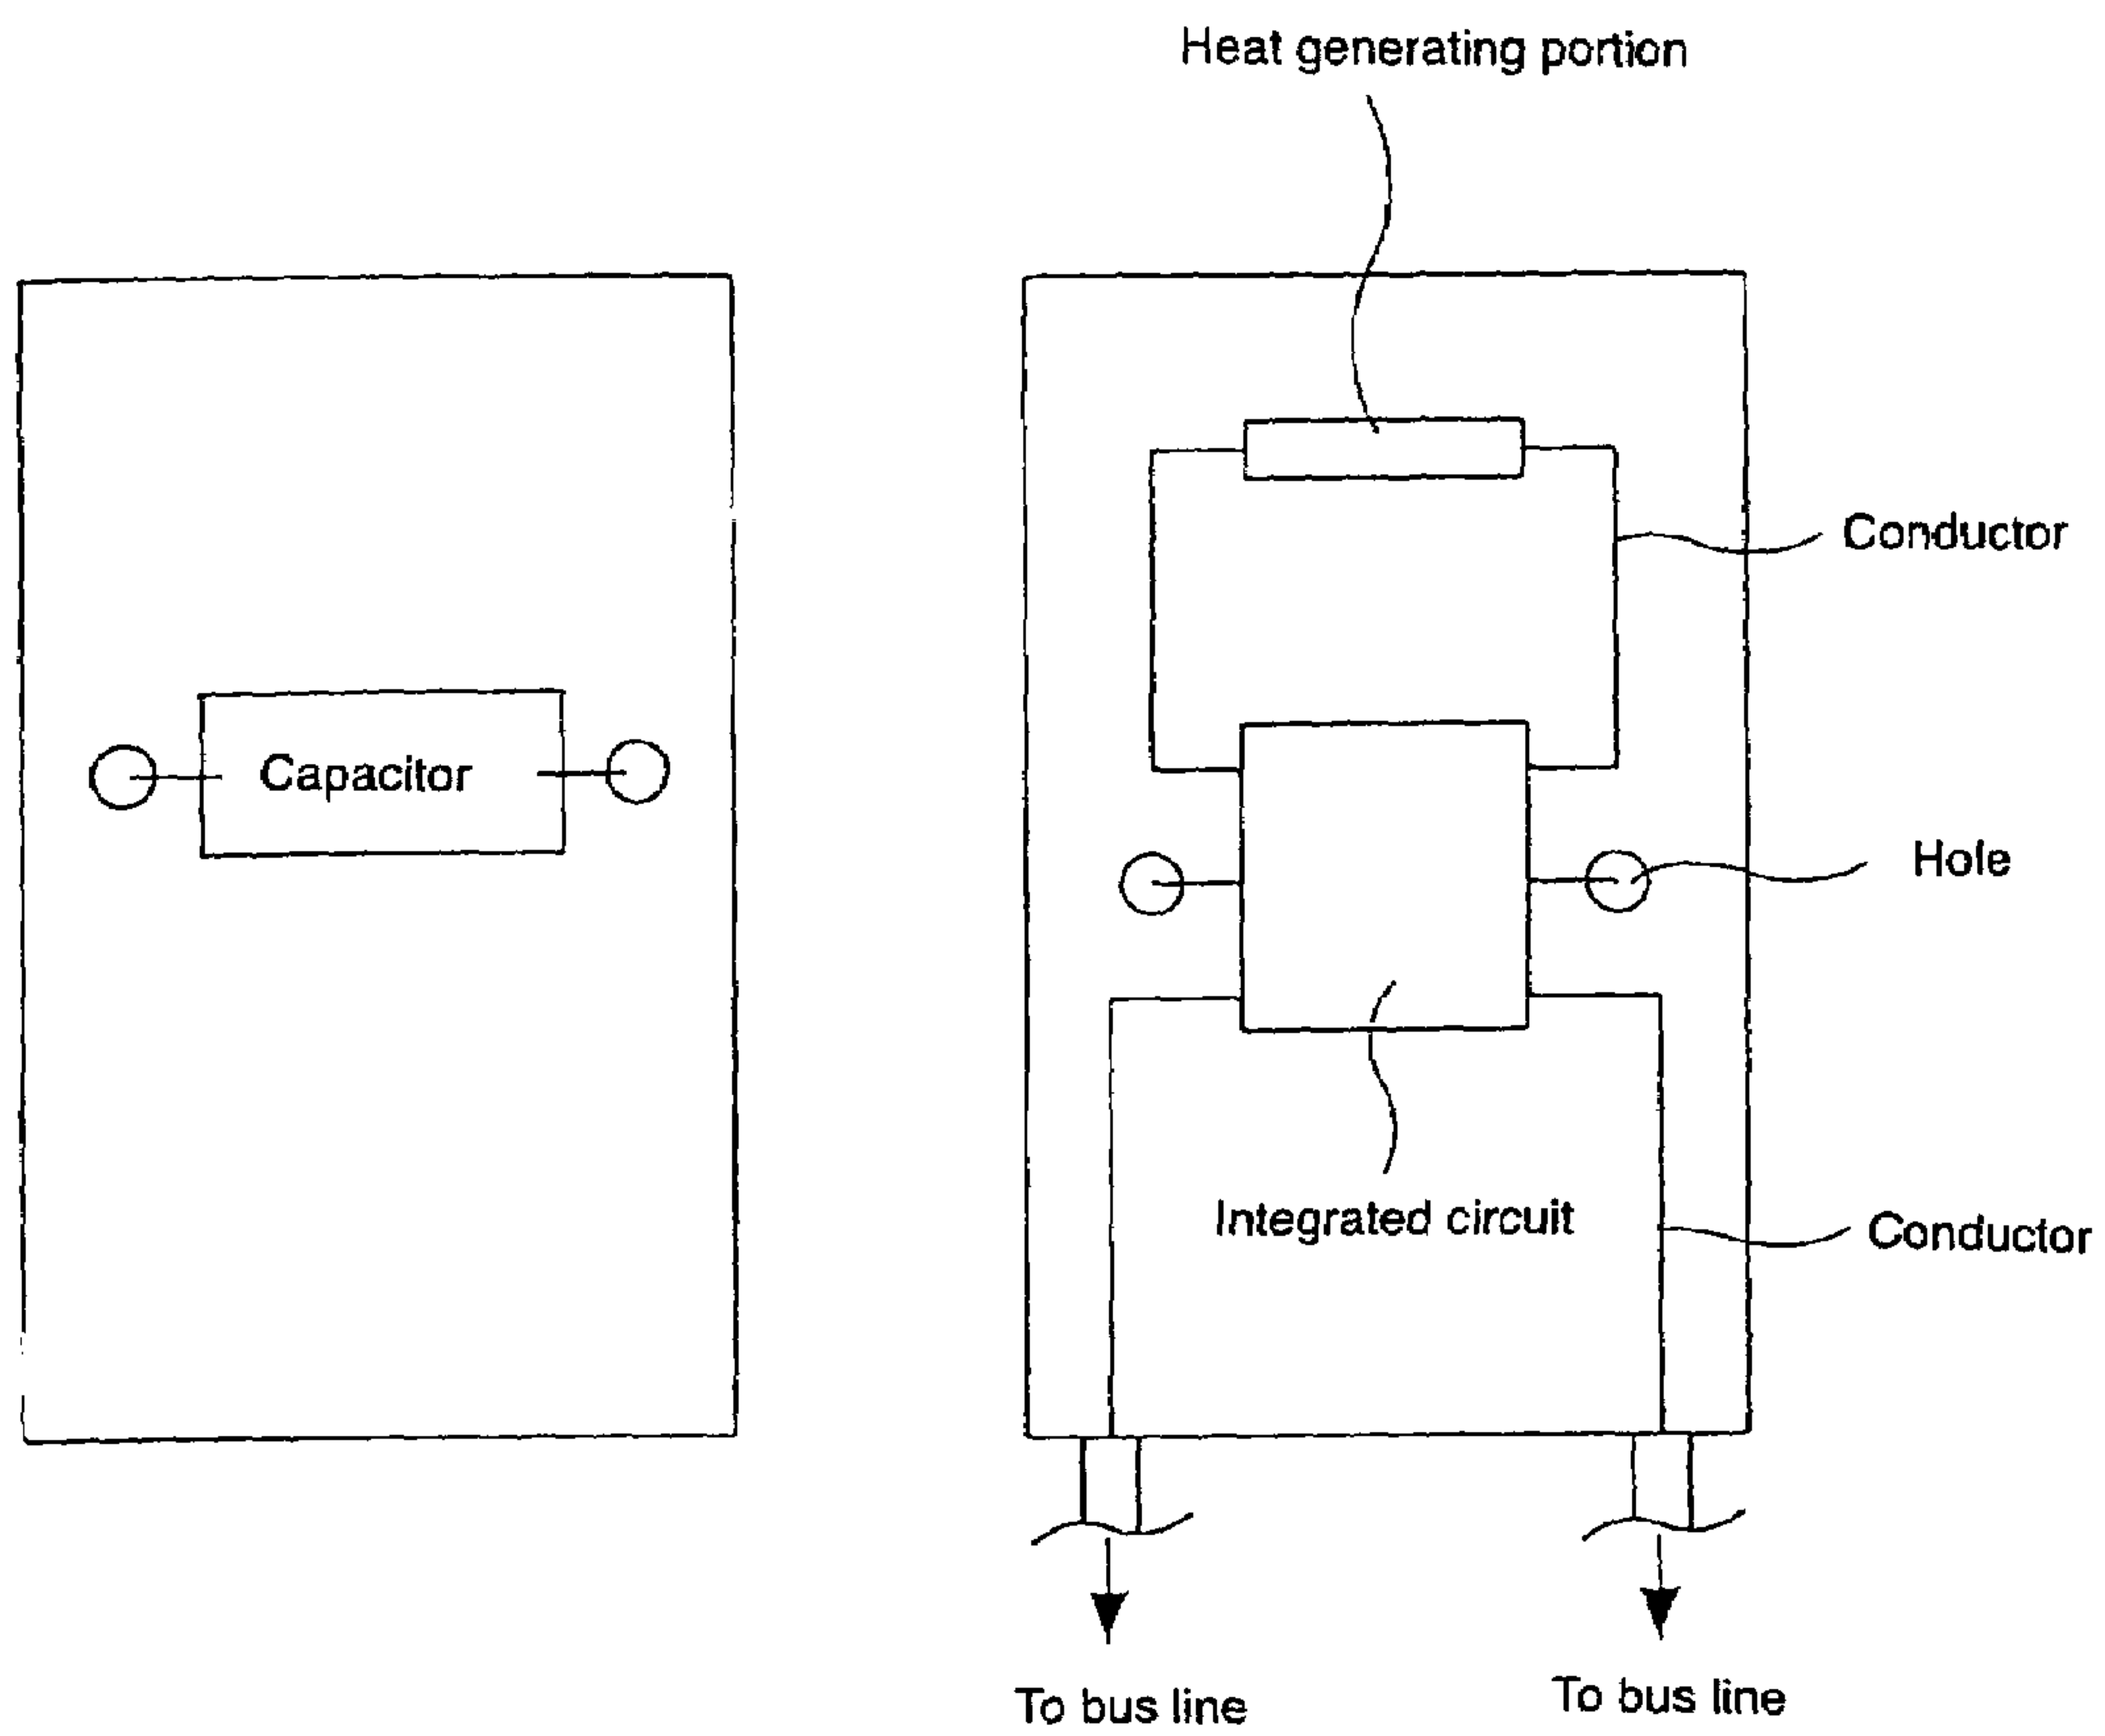 Heat generating portion
Conductor
Capacitor
Hole
Integrated circuit
Conductor
To bus line
To bus line